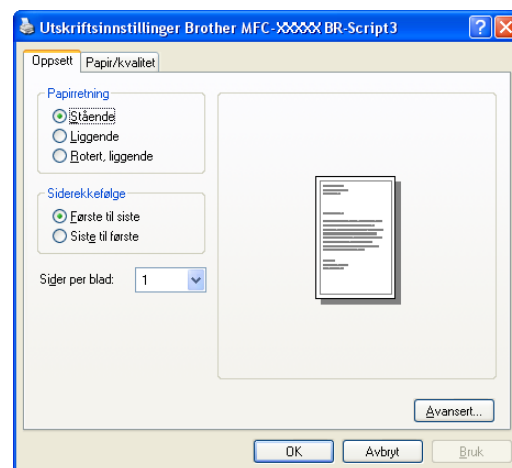 Utskriftsinnstillinger Brother MFC-XXXXX BR-Script3
Oppsett Papir/kvalitet
Papirretning
Stående
Liggende
Rotert, liggende
Siderekkefølge
Første til siste
Siste til første
Sider per blad: 1
Avansert...
OK Avbryt Bruk